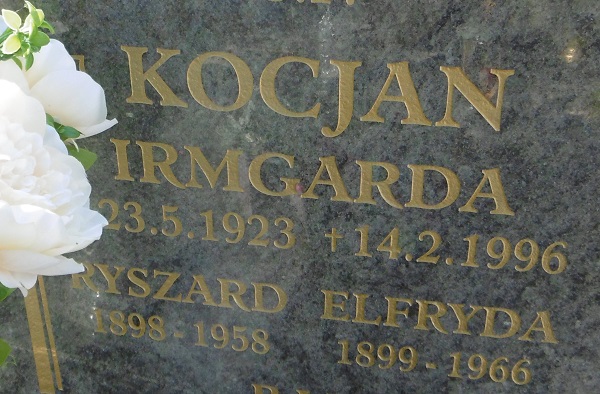 KOCJAN
IRMGARDA
23.5.1923 +14.2.1996
RYSZARD ELFRYDA
1898-1958 1899-1966